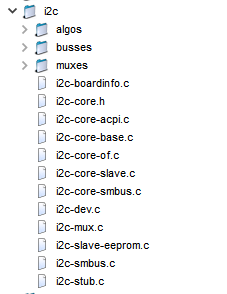 i2c
algos
busses
muxes
i2c-boardinfo.c
i2c-core.h
i2c-core-acpi.c
i2c-core-base.c
i2c-core-of.c
i2c-core-slave.c
i2c-core-smbus.c
i2c-dev.c
i2c-mux.c
i2c-slave-eeprom.c
i2c-smbus.c
i2c-stub.c